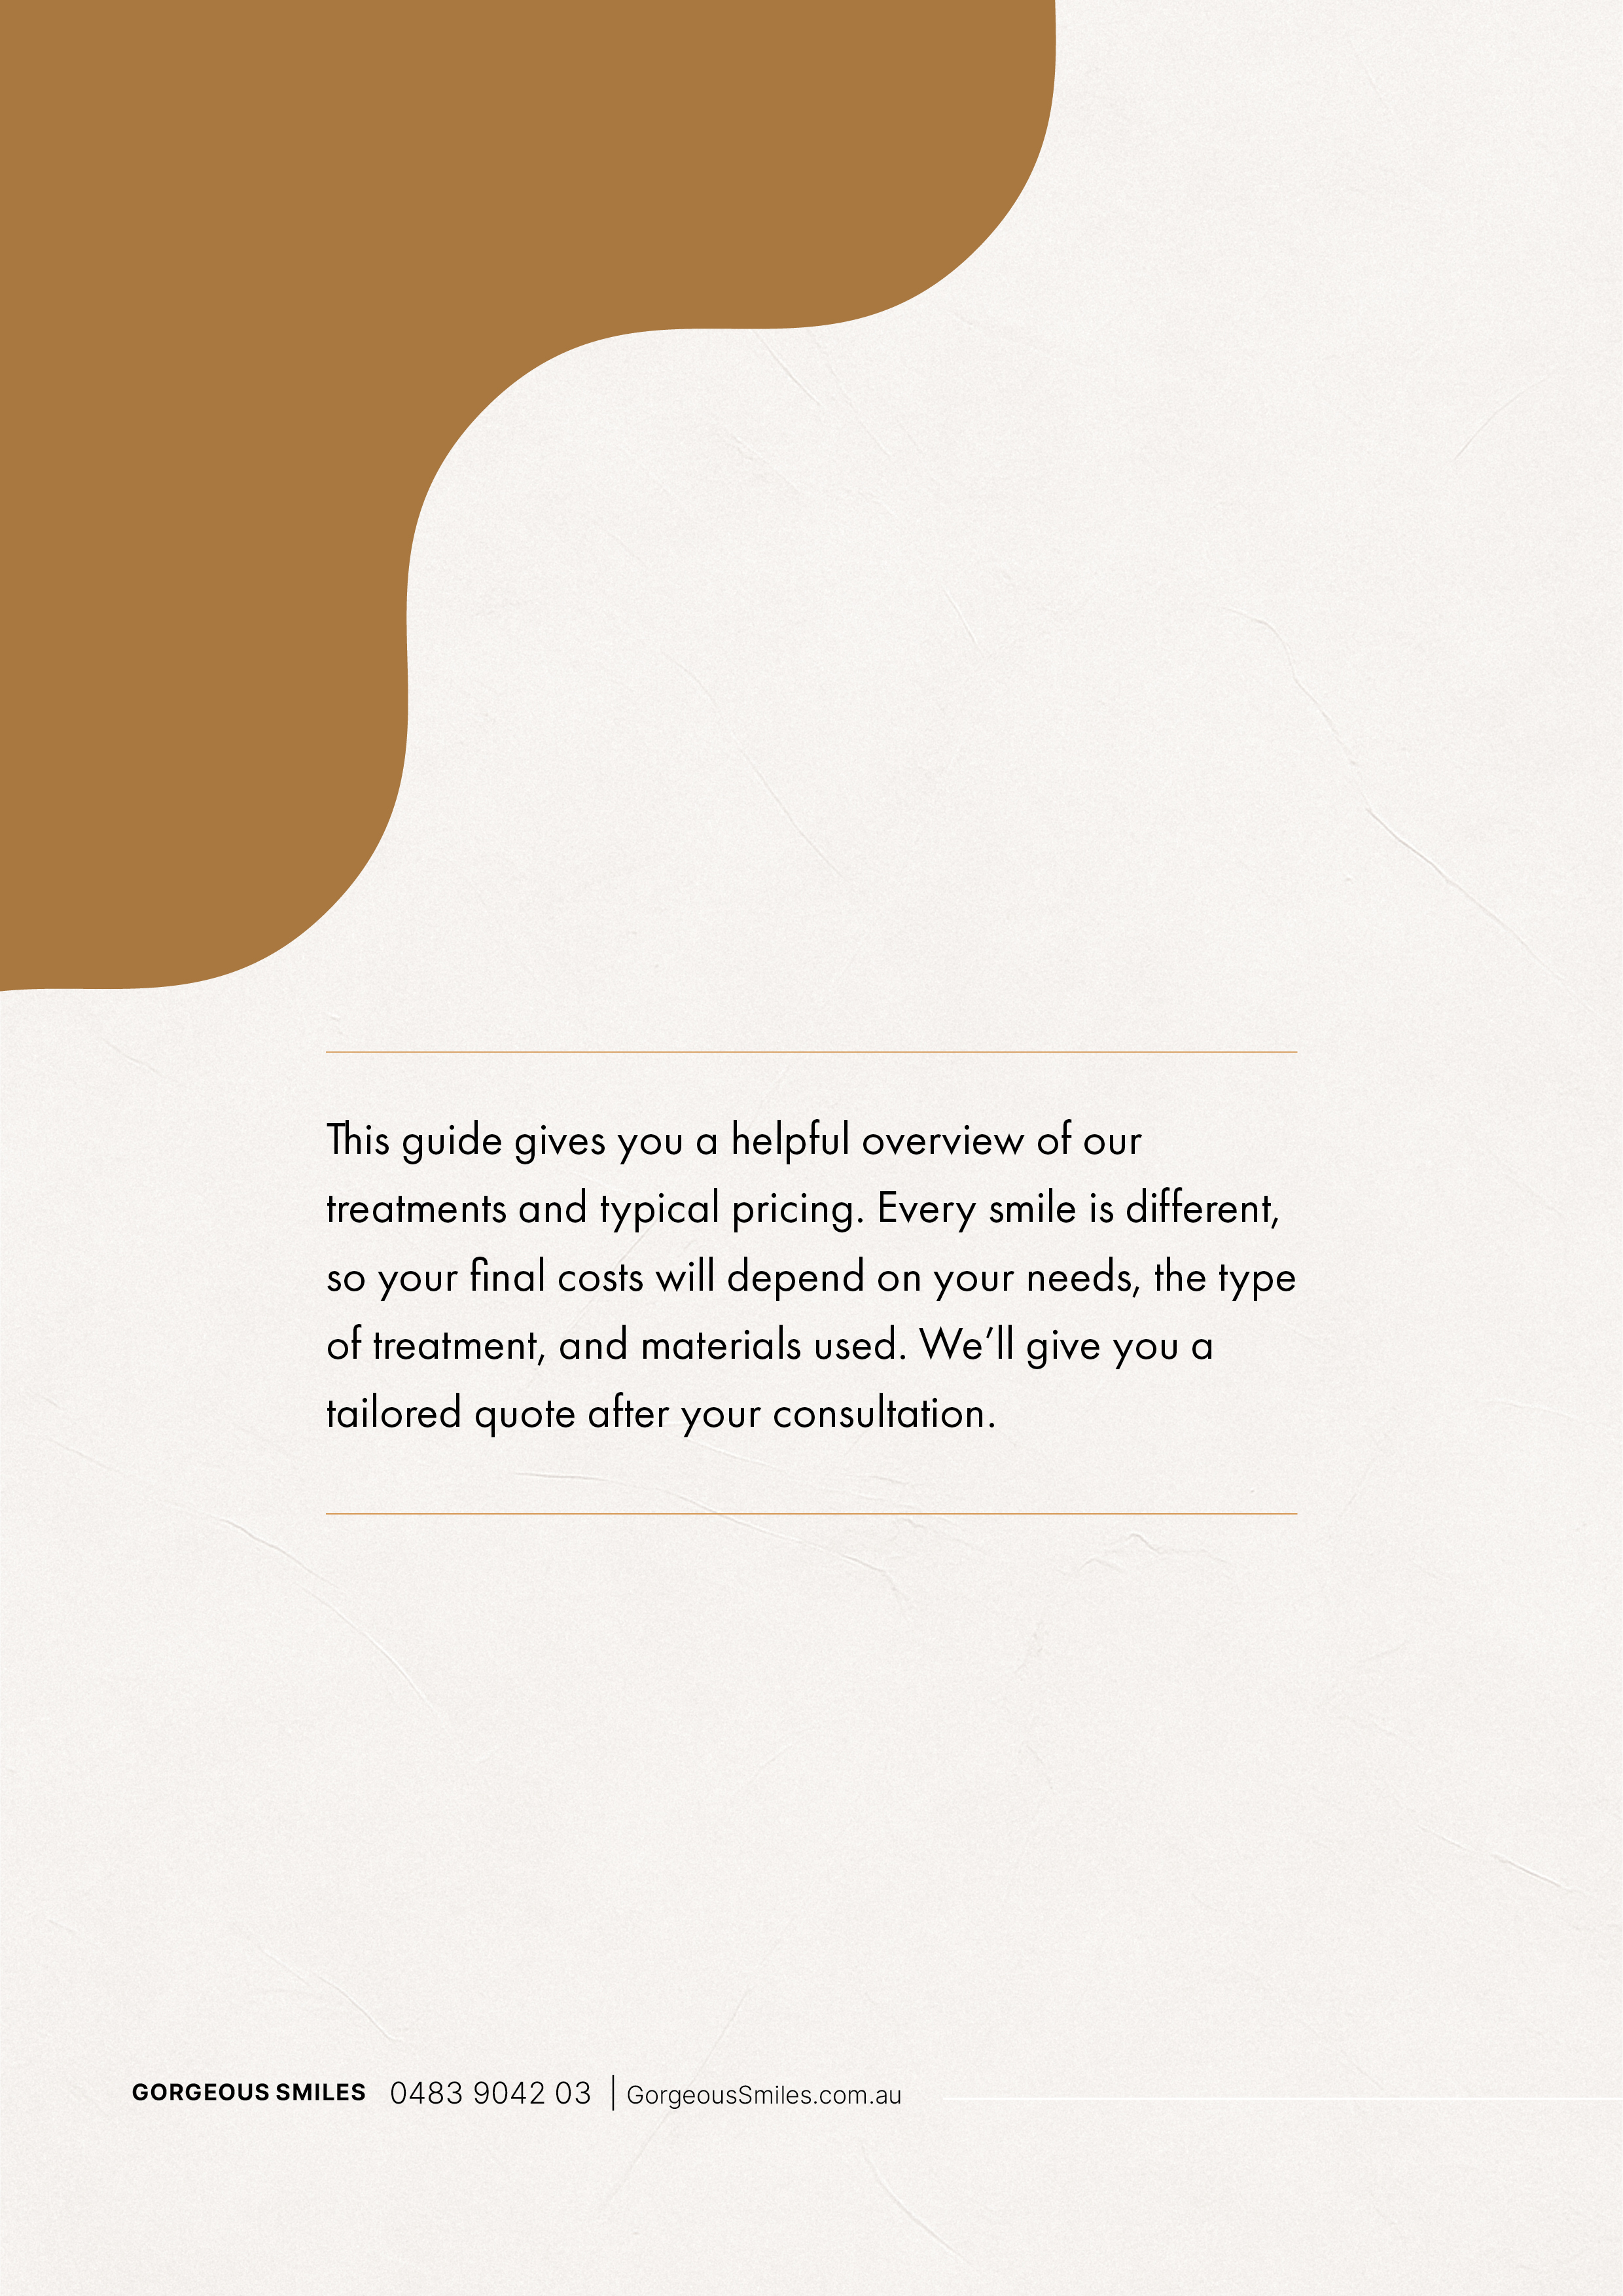 This guide gives you a helpful overview of our
treatments and typical pricing. Every smile is different,
so your final costs will depend on your needs, the type
of treatment, and materials used. We’ll give you a
tailored quote after your consultation.
GORGEOUS SMILES 0483 9042 03 | GorgeousSmiles.com.au